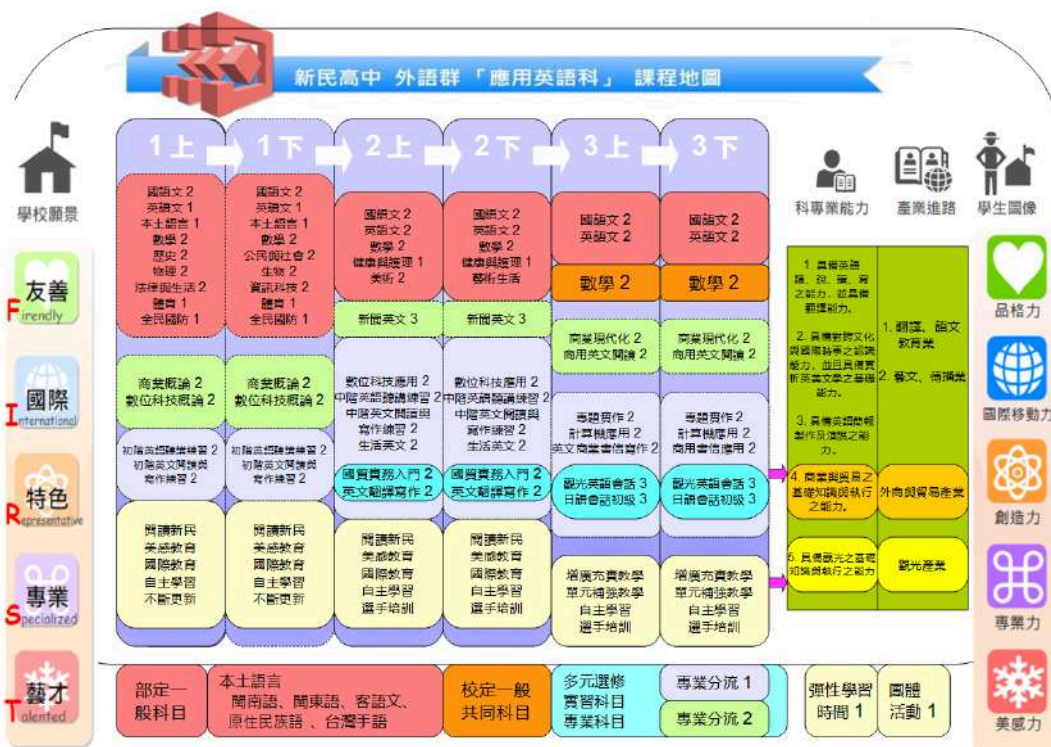 新民高中 外語群「應用英語科」 課程地圖
學校願景
F 友善
irendly
I 國際
nternational
R 特色
epresentative
S 專業
pecialized
T 藝才
alented
1上
國語文 2
英語文 1
本土語言 1
數學 2
歷史 2
物理 2
法律與生活 2
體育 1
全民國防 1
商業概論 2
數位科技概論 2
初階英語聽講練習 2
初階英文閱讀與
寫作練習 2
閱讀新民
美感教育
國際教育
自主學習
不斷更新
1下
國語文 2
英語文 1
本土語言 1
數學 2
公民與社會 2
生物 2
資訊科技 2
體育 1
全民國防 1
商業概論 2
數位科技概論 2
初階英語聽講練習 2
初階英文閱讀與
寫作練習 2
閱讀新民
美感教育
國際教育
自主學習
不斷更新
2上
國語文 2
英語文 2
數學 2
健康與護理 1
美術 2
新聞英文 3
數位科技應用 2
中階英語聽講練習 2
中階英文閱讀與
寫作練習 2
生活英文 2
國貿實務入門 2
英文翻譯寫作 2
閱讀新民
美感教育
國際教育
自主學習
選手培訓
2下
國語文 2
英語文 2
數學 2
健康與護理 1
藝術生活
新聞英文 3
數位科技應用 2
中階英語聽講練習 2
中階英文閱讀與
寫作練習 2
生活英文 2
國貿實務入門 2
英文翻譯寫作 2
閱讀新民
美感教育
國際教育
自主學習
選手培訓
3上
國語文 2
英語文 2
數學 2
商業現代化 2
商用英文閱讀 2
專題實作 2
計算機應用 2
英文商業書信寫作 2
觀光英語會話 3
日語會話初級 3
增廣充實教學
單元補強教學
自主學習
選手培訓
3下
國語文 2
英語文 2
數學 2
商業現代化 2
商用英文閱讀 2
專題實作 2
計算機應用 2
商用書信應用 2
觀光英語會話 3
日語會話初級 3
增廣充實教學
單元補強教學
自主學習
選手培訓
科專業能力
1. 具備英語
聽、說、讀、寫
之能力，並具備
翻譯能力。
2. 具備對跨文化
與國際時事之認識
能力，並且具備賞
析英美文學之基礎
能力。
3. 具備英語簡報
製作及演說之能
力。
4. 商業與貿易之
基礎知識與執行
之能力。
5. 具備觀光之基礎
知識與執行之能力
產業進路
1. 翻譯、語文
教育業
2. 藝文、傳播業
外商與貿易產業
觀光產業
學生圖像
品格力
國際移動力
創造力
專業力
美感力
部定一
般科目
本土語言
閩南語、閩東語、客語文、
原住民族語、台灣手語
校定一般
共同科目
多元選修
實習科目
專業科目
專業分流 1
專業分流 2
彈性學習
時間 1
團體
活動 1